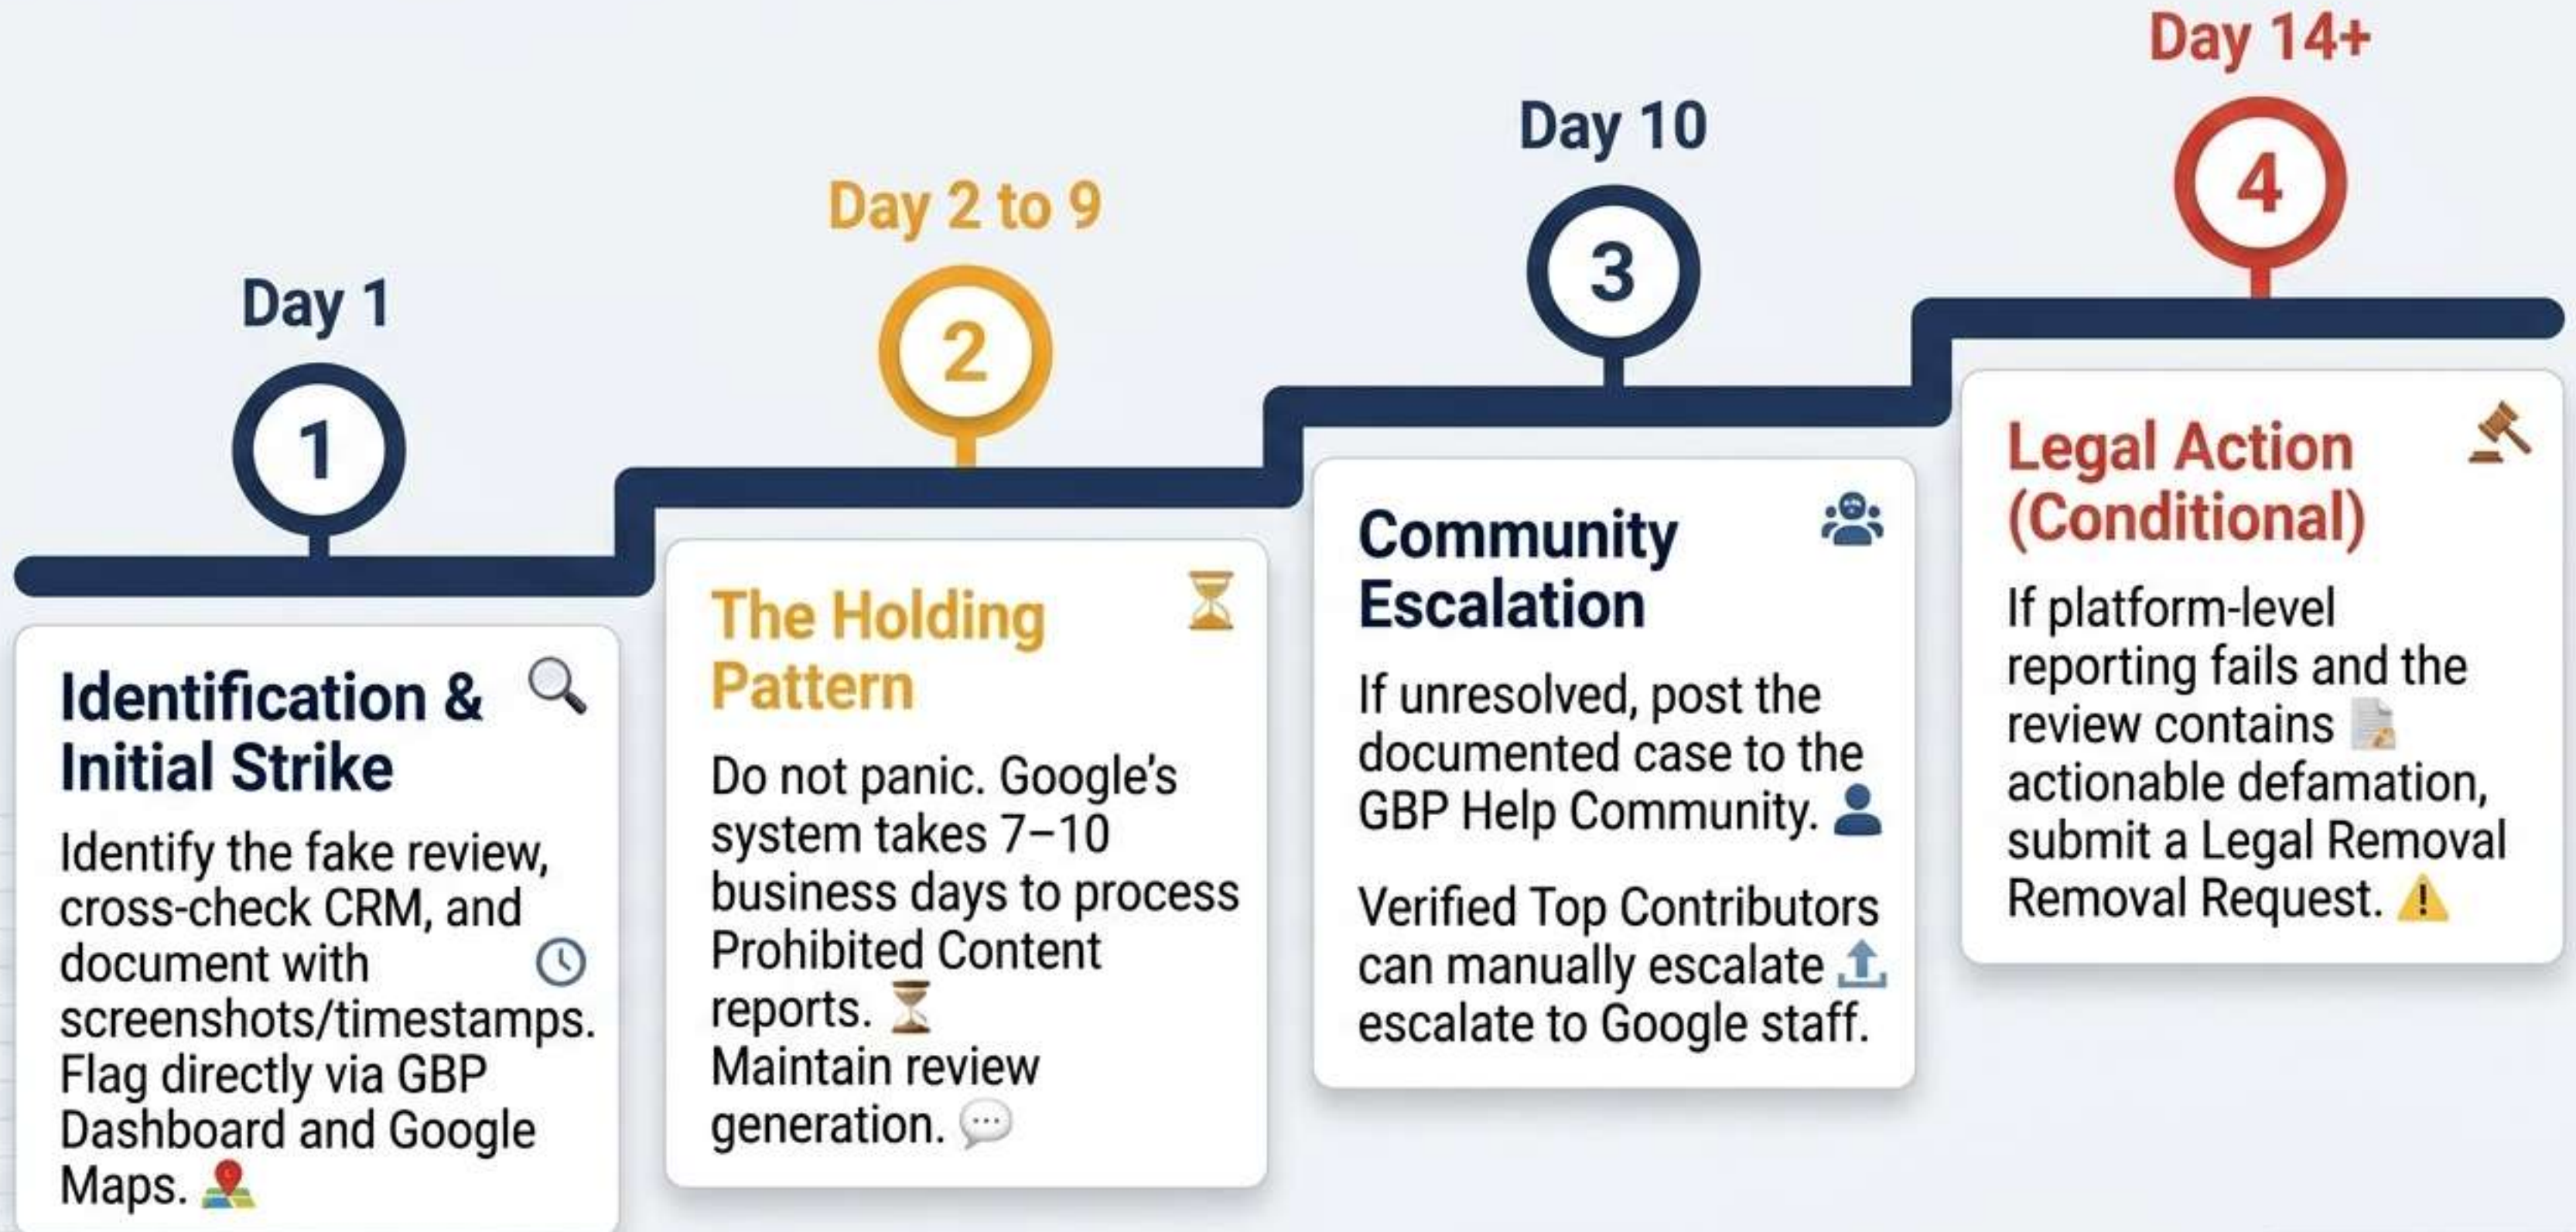 Day 1
1
Identification &
Initial Strike
Identify the fake review,
cross-check CRM, and
document with
screenshots/timestamps.
Flag directly via GBP
Dashboard and Google
Maps.
Day 2 to 9
2
The Holding
Pattern
Do not panic. Google's
system takes 7–10
business days to process
Prohibited Content
reports.
Maintain review
generation.
Day 10
3
Community
Escalation
If unresolved, post the
documented case to the
GBP Help Community.
Verified Top Contributors
can manually escalate
escalate to Google staff.
Day 14+
4
Legal Action
(Conditional)
If platform-level
reporting fails and the
review contains
actionable defamation,
submit a Legal Removal
Removal Request.